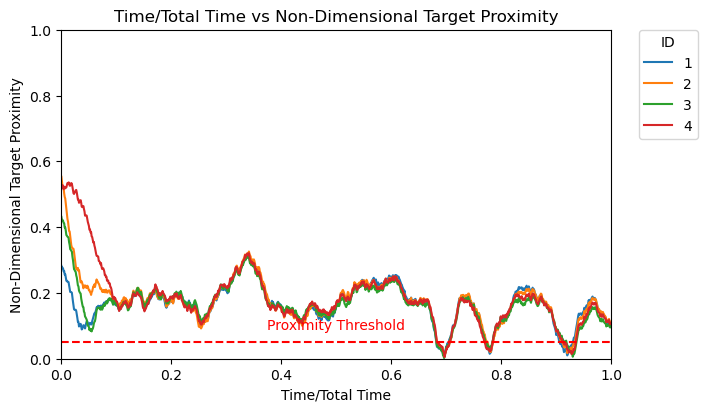 Time/Total Time vs Non-Dimensional Target Proximity
ID
1
2
3
4
Non-Dimensional Target Proximity
1.0
0.8
0.6
0.4
0.2
0.0
Proximity Threshold
0.0 0.2 0.4 0.6 0.8 1.0
Time/Total Time